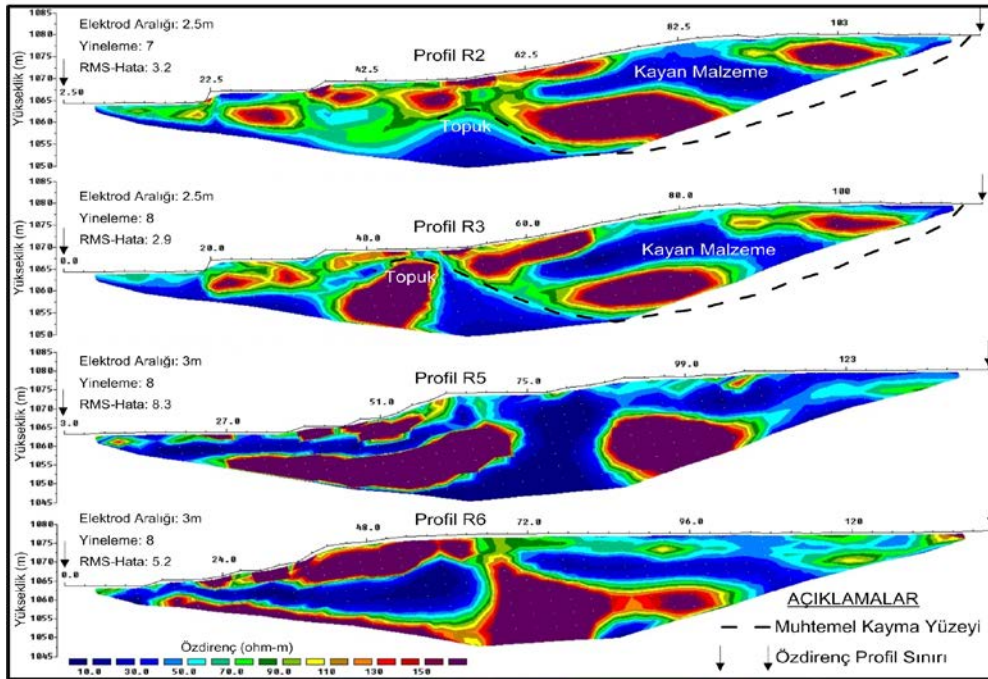 Elektrod Aralığı: 2.5m
Yineleme: 7
RMS-Hata: 3.2
Profil R2
Yükseklik (m)
1085
1080
1075
1070
1065
1060
1055
1050
2.50
22.5
42.5
62.5
82.5
103
Kayan Malzeme
Topuk
Elektrod Aralığı: 2.5m
Yineleme: 8
RMS-Hata: 2.9
Profil R3
Yükseklik (m)
1085
1080
1075
1070
1065
1060
1055
1050
0.0
20.0
40.0
60.0
80.0
100
Kayan Malzeme
Topuk
Elektrod Aralığı: 3m
Yineleme: 8
RMS-Hata: 8.3
Profil R5
Yükseklik (m)
1085
1080
1075
1070
1065
1060
1055
1050
1045
3.0
27.0
51.0
75.0
99.0
123
Elektrod Aralığı: 3m
Yineleme: 8
RMS-Hata: 5.2
Profil R6
Yükseklik (m)
1080
1075
1070
1065
1060
1055
1050
1045
0.0
24.0
48.0
72.0
96.0
120
AÇIKLAMALAR
Muhtemel Kayma Yüzeyi
Özdirenç Profil Sınırı
Özdirenç (ohm-m)
10.0 30.0 50.0 70.0 90.0 110 130 150